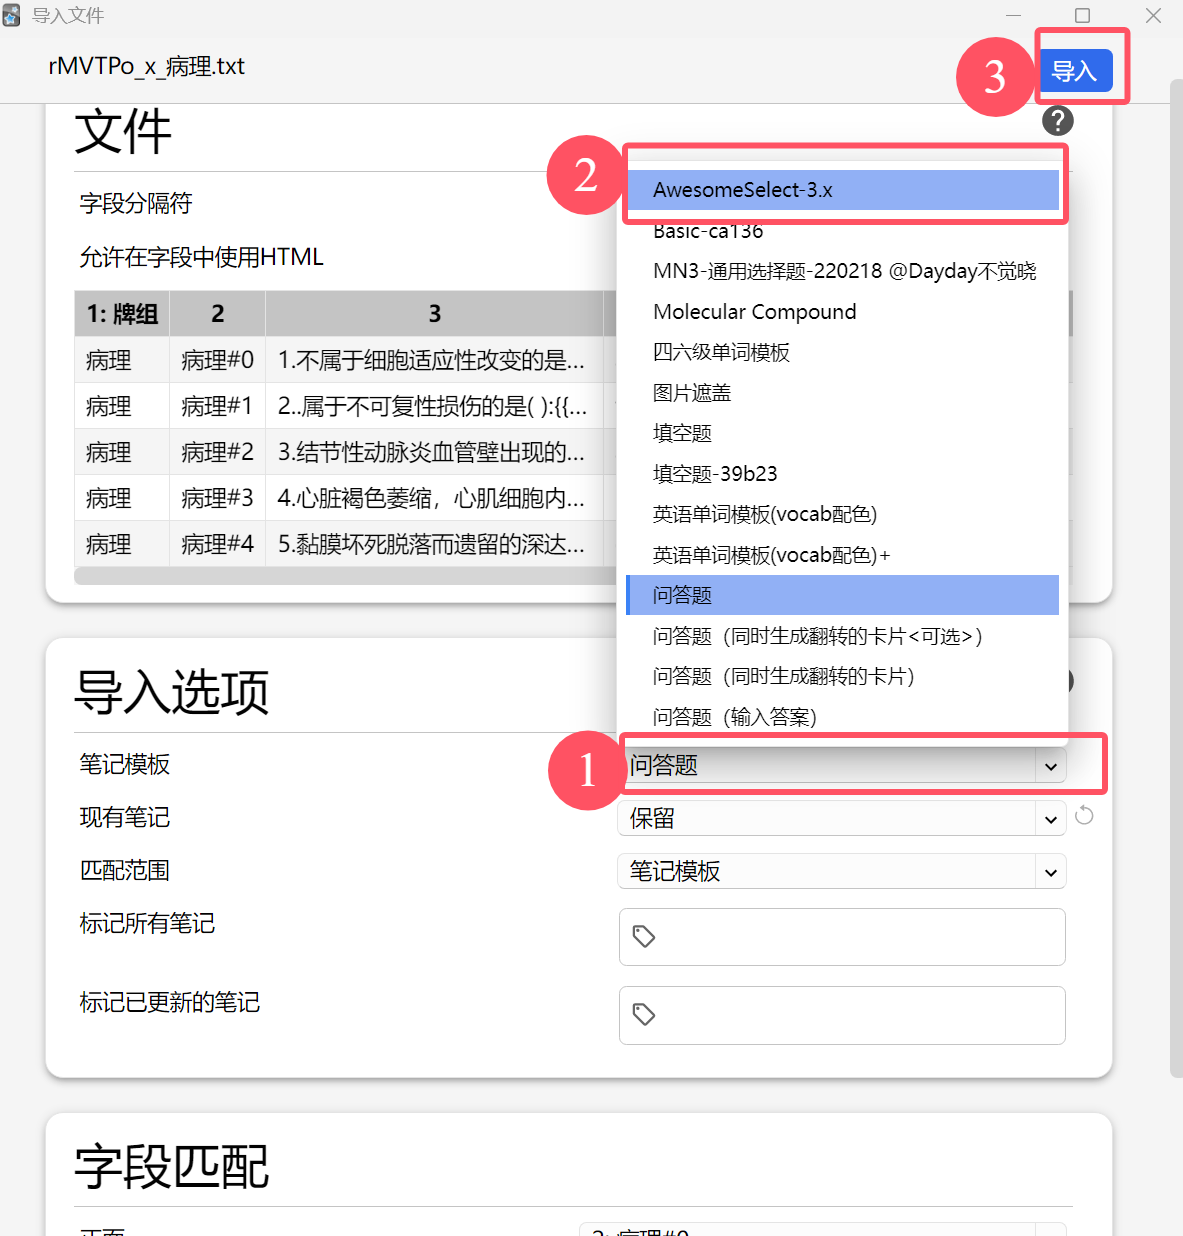 导入文件
rMVTPo_x_病理.txt
3
导入
文件
2
字段分隔符
允许在字段中使用HTML
1: 牌组 2 3
病理 病理#0 1.不属于细胞适应性改变的是...
病理 病理#1 2..属于不可复性损伤的是( ):{{...
病理 病理#2 3.结节性动脉炎血管壁出现的...
病理 病理#3 4.心脏褐色萎缩，心肌细胞内...
病理 病理#4 5.黏膜坏死脱落而遗留的深达...
AwesomeSelect-3.x
Basic-ca136
MN3-通用选择题-220218 @Dayday不觉晓
Molecular Compound
四六级单词模板
图片遮盖
填空题
填空题-39b23
英语单词模板(vocab配色)
英语单词模板(vocab配色)+
问答题
问答题（同时生成翻转的卡片<可选>）
问答题（同时生成翻转的卡片）
问答题（输入答案）
导入选项
笔记模板 1 问答题
现有笔记 保留
匹配范围 笔记模板
标记所有笔记
标记已更新的笔记
字段匹配
正面 2: 病理#0